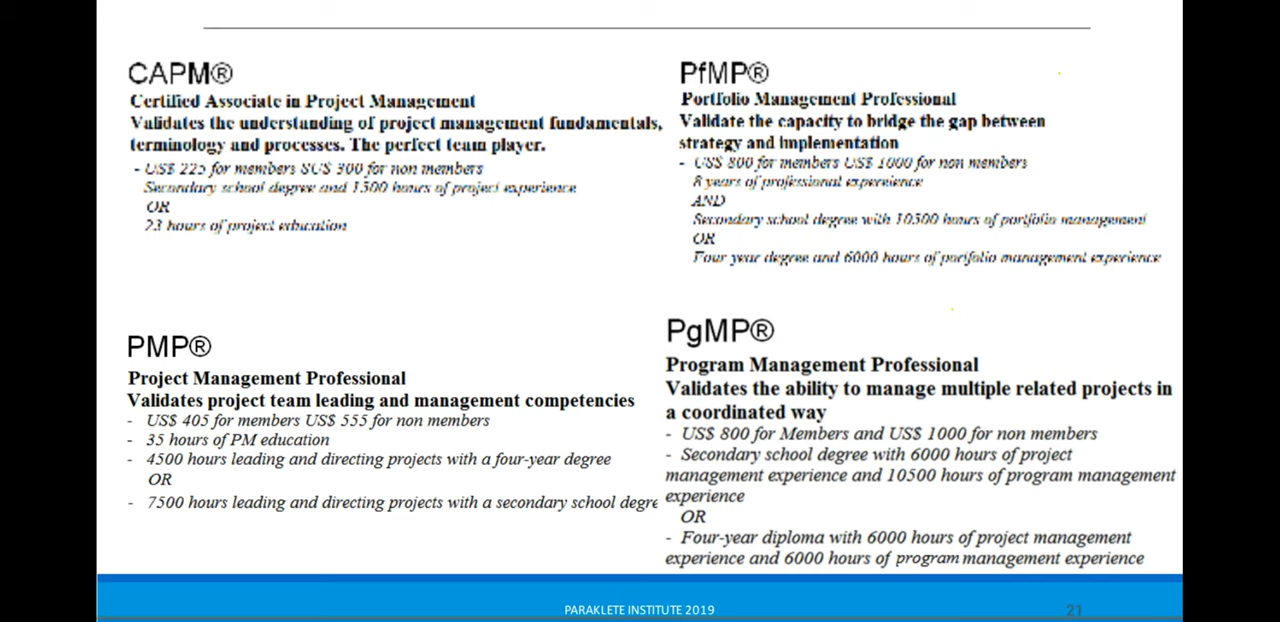 CAPM®
Certified Associate in Project Management
Validates the understanding of project management fundamentals,
terminology and processes. The perfect team player.
- US$ 225 for members SUS 300 for non members
Secondary school degree and 1500 hours of project experience
OR
23 hours of project education
PMP®
Project Management Professional
Validates project team leading and management competencies
- US$ 405 for members US$ 555 for non members
- 35 hours of PM education
- 4500 hours leading and directing projects with a four-year degree
OR
- 7500 hours leading and directing projects with a secondary school degre
PfMP®
Portfolio Management Professional
Validate the capacity to bridge the gap between
strategy and implementation
- US$ 800 for members US$ 1000 for non members
8 years of professional expereience
AND
Secondary school degree with 10500 hours of portfolio management
OR
Four year degree and 6000 hours of portfolio management experience
PgMP®
Program Management Professional
Validates the ability to manage multiple related projects in
a coordinated way
- US$ 800 for Members and US$ 1000 for non members
- Secondary school degree with 6000 hours of project
management experience and 10500 hours of program management
experience
OR
- Four-year diploma with 6000 hours of project management
experience and 6000 hours of program management experience
PARAKLETE INSTITUTE 2019
21